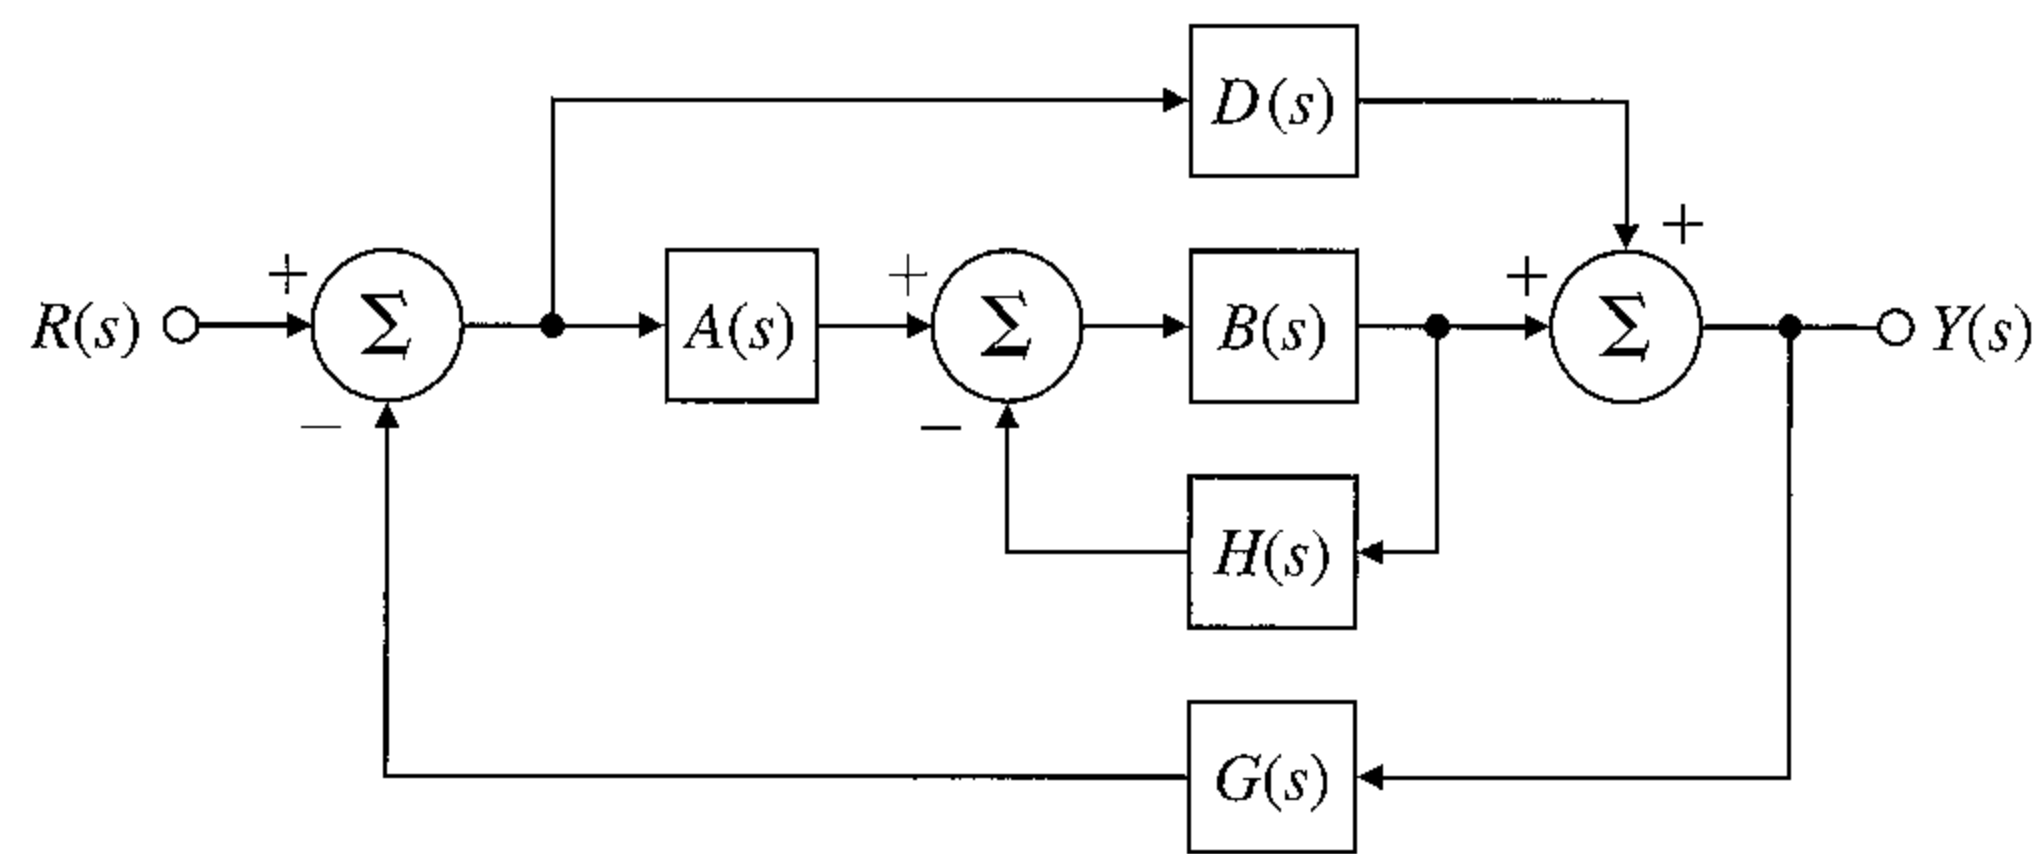 D(s)
+
+ + +
R(s) Σ A(s) Σ B(s) Σ Y(s)
− −
H(s)
G(s)